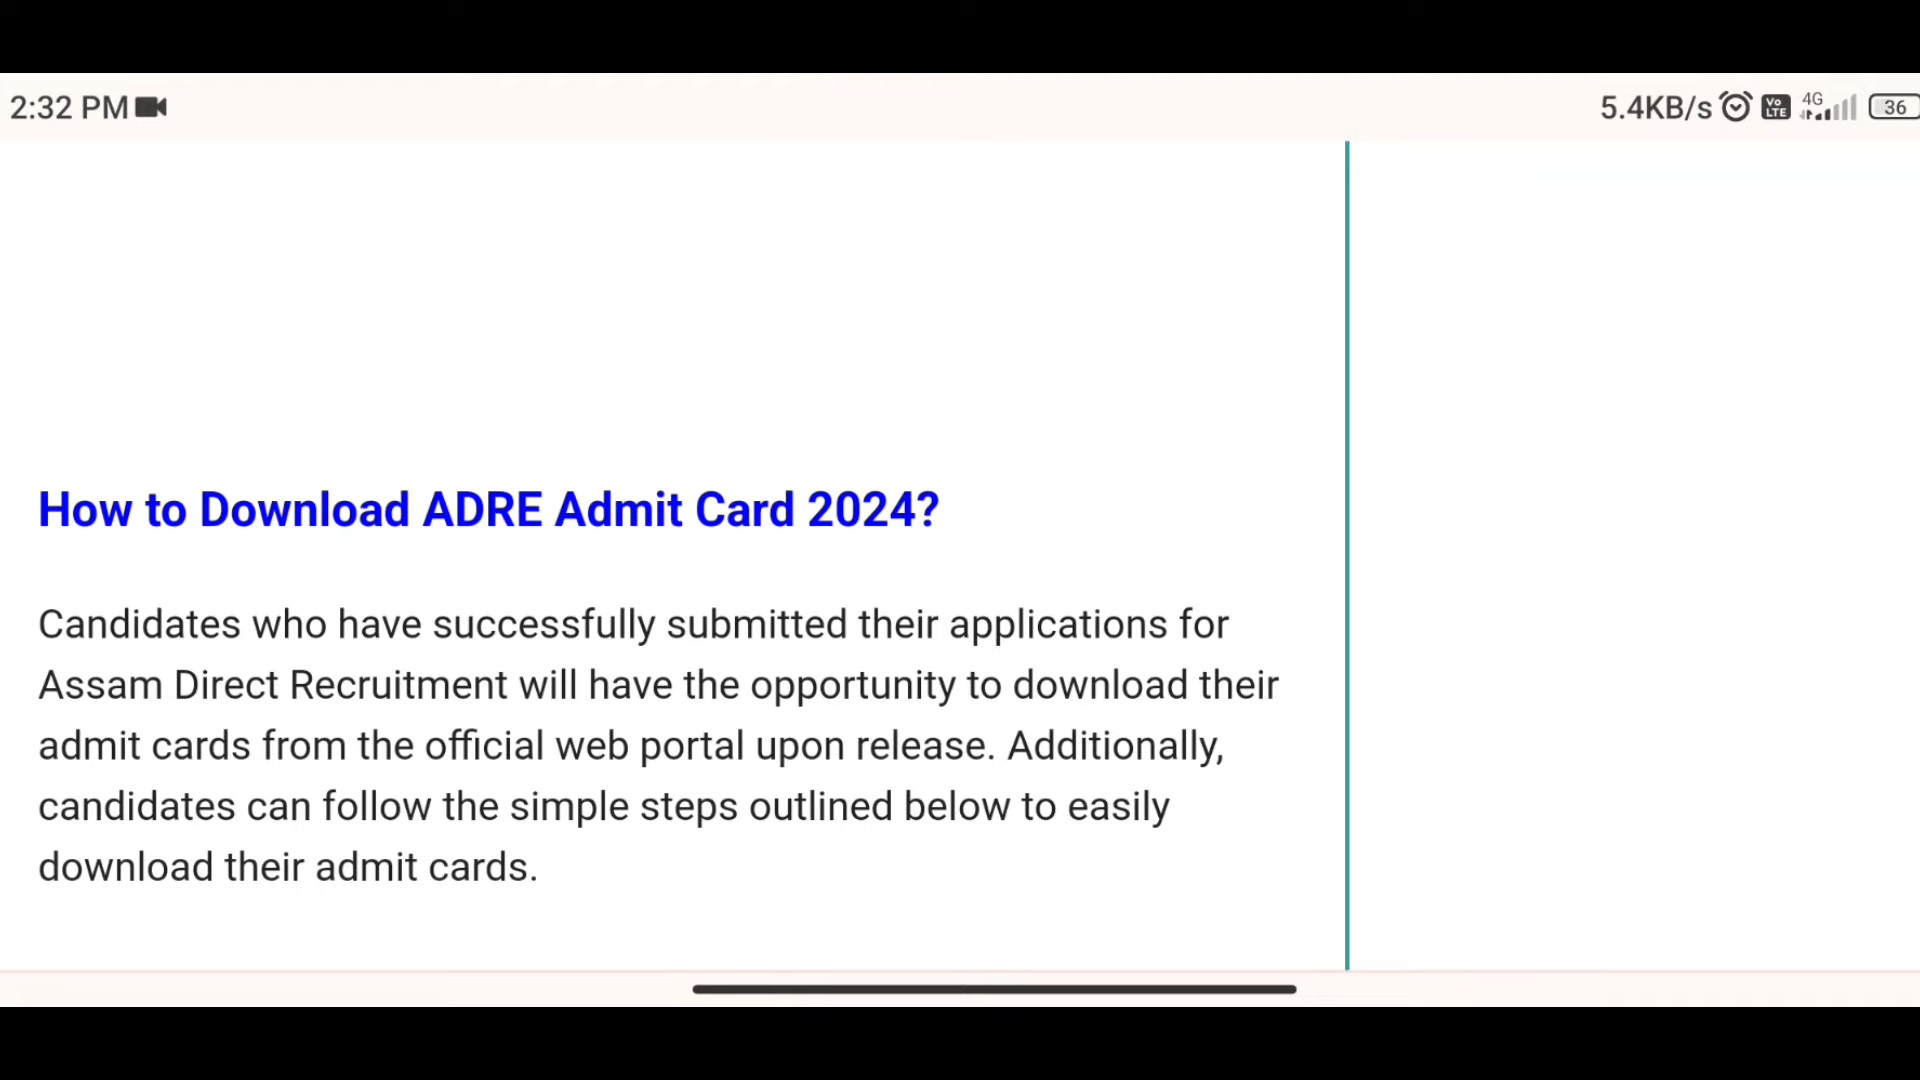 2:32 PM
5.4KB/s Vo LTE 4G 36
How to Download ADRE Admit Card 2024?
Candidates who have successfully submitted their applications for
Assam Direct Recruitment will have the opportunity to download their
admit cards from the official web portal upon release. Additionally,
candidates can follow the simple steps outlined below to easily
download their admit cards.